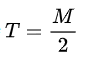 T = M/2